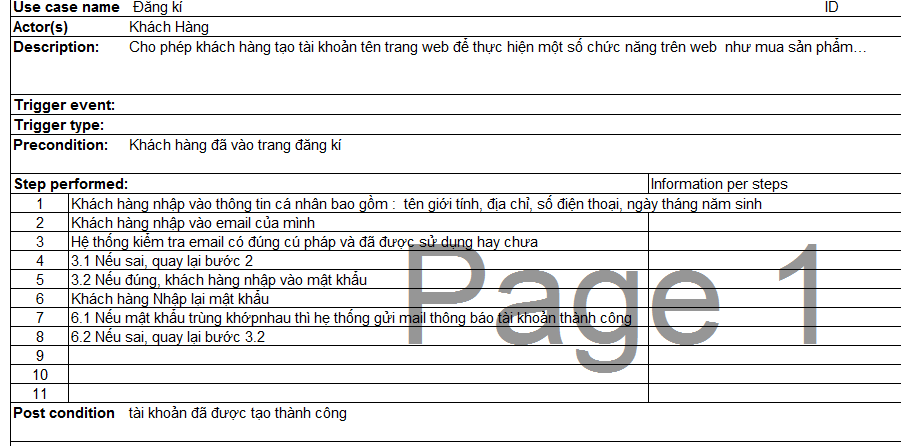 Use case name Đăng kí ID
Actor(s) Khách Hàng
Description: Cho phép khách hàng tạo tài khoản tên trang web để thực hiện một số chức năng trên web như mua sản phẩm...
Trigger event:
Trigger type:
Precondition: Khách hàng đã vào trang đăng kí
Step performed: Information per steps
1 Khách hàng nhập vào thông tin cá nhân bao gồm : tên giới tính, địa chỉ, số điện thoại, ngày tháng năm sinh
2 Khách hàng nhập vào email của mình
3 Hệ thống kiểm tra email có đúng cú pháp và đã được sử dụng hay chưa
4 3.1 Nếu sai, quay lại bước 2
5 3.2 Nếu đúng, khách hàng nhập vào mật khẩu
6 Khách hàng Nhập lại mật khẩu
7 6.1 Nếu mật khẩu trùng khớpnhau thì hẹ thống gửi mail thông báo tài khoản thành công
8 6.2 Nếu sai, quay lại bước 3.2
9
10
11
Page 1
Post condition tài khoản đã được tạo thành công